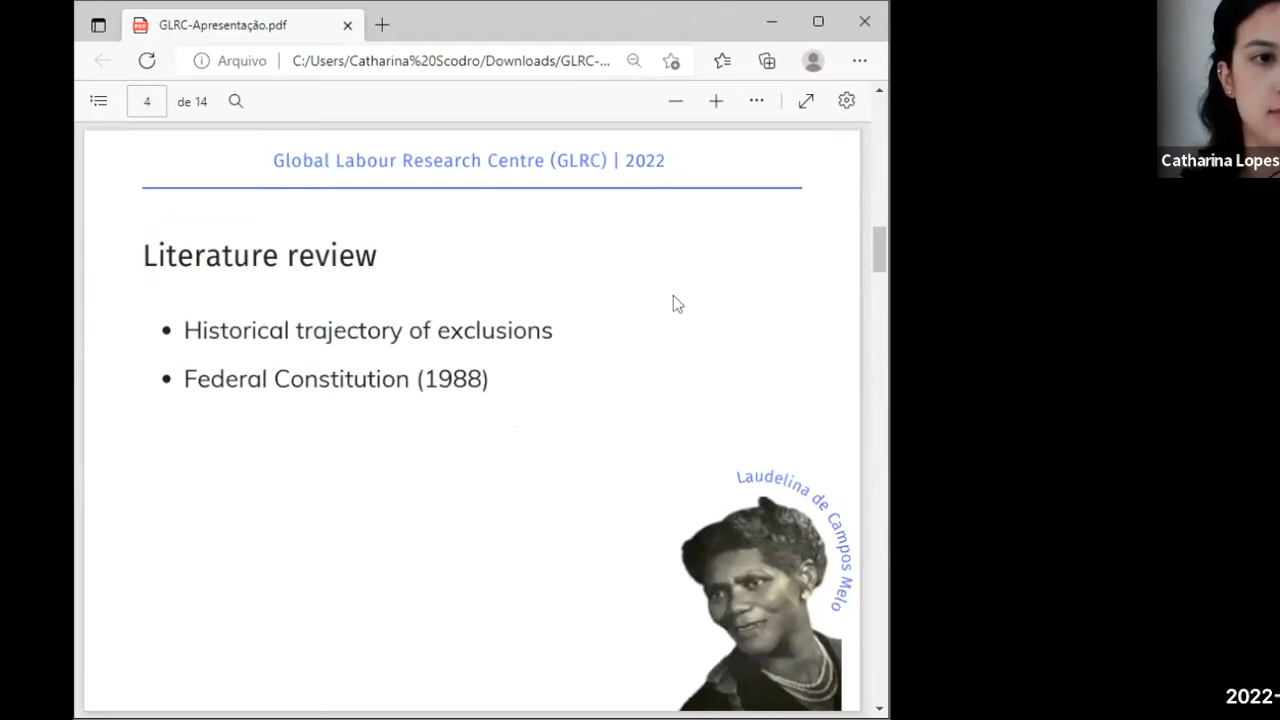 GLRC-Apresentação.pdf
Arquivo
C:/Users/Catharina%20Scodro/Downloads/GLRC-...
4
de 14
Global Labour Research Centre (GLRC) | 2022
Literature review
• Historical trajectory of exclusions
• Federal Constitution (1988)
Laudelina de Campos Melo
Catharina Lopes
2022-